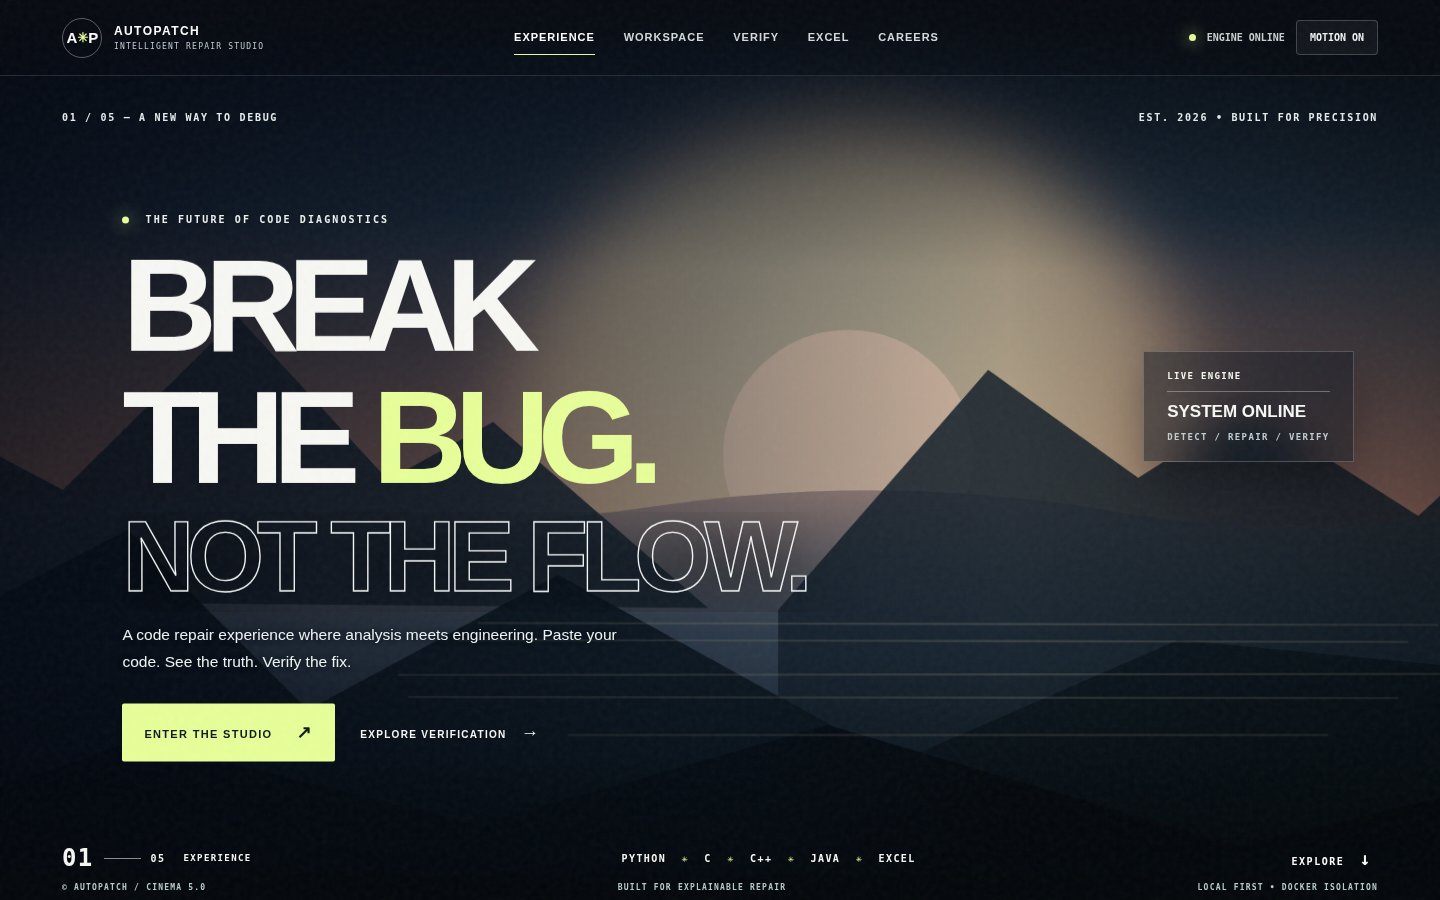 A✳P
AUTOPATCH
INTELLIGENT REPAIR STUDIO
EXPERIENCE
WORKSPACE
VERIFY
EXCEL
CAREERS
ENGINE ONLINE
MOTION ON
01 / 05 — A NEW WAY TO DEBUG
EST. 2026 • BUILT FOR PRECISION
THE FUTURE OF CODE DIAGNOSTICS
BREAK
THE BUG.
NOT THE FLOW.
LIVE ENGINE
SYSTEM ONLINE
DETECT / REPAIR / VERIFY
A code repair experience where analysis meets engineering. Paste your
code. See the truth. Verify the fix.
ENTER THE STUDIO ↗
EXPLORE VERIFICATION →
01 — 05 EXPERIENCE
PYTHON ✳ C ✳ C++ ✳ JAVA ✳ EXCEL
EXPLORE ↓
© AUTOPATCH / CINEMA 5.0
BUILT FOR EXPLAINABLE REPAIR
LOCAL FIRST • DOCKER ISOLATION